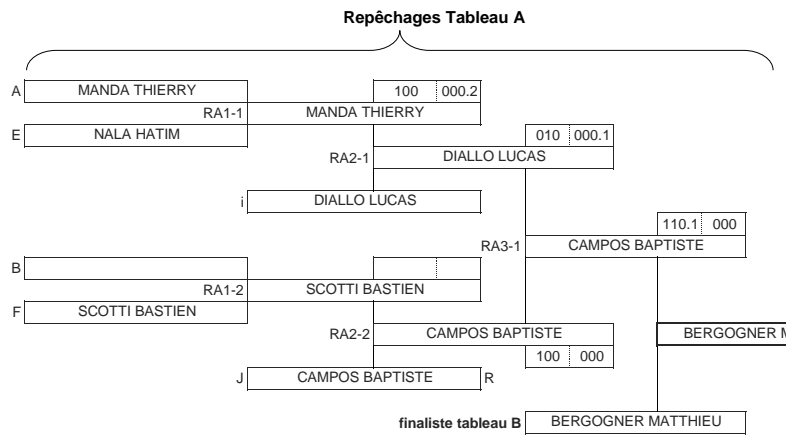 Repêchages Tableau A
A MANDA THIERRY 100 000.2
RA1-1 MANDA THIERRY
E NALA HATIM 010 000.1
RA2-1 DIALLO LUCAS
i DIALLO LUCAS
110.1 000
RA3-1 CAMPOS BAPTISTE
B
RA1-2 SCOTTI BASTIEN
F SCOTTI BASTIEN
RA2-2 CAMPOS BAPTISTE BERGOGNER M
100 000
J CAMPOS BAPTISTE R
finaliste tableau B BERGOGNER MATTHIEU